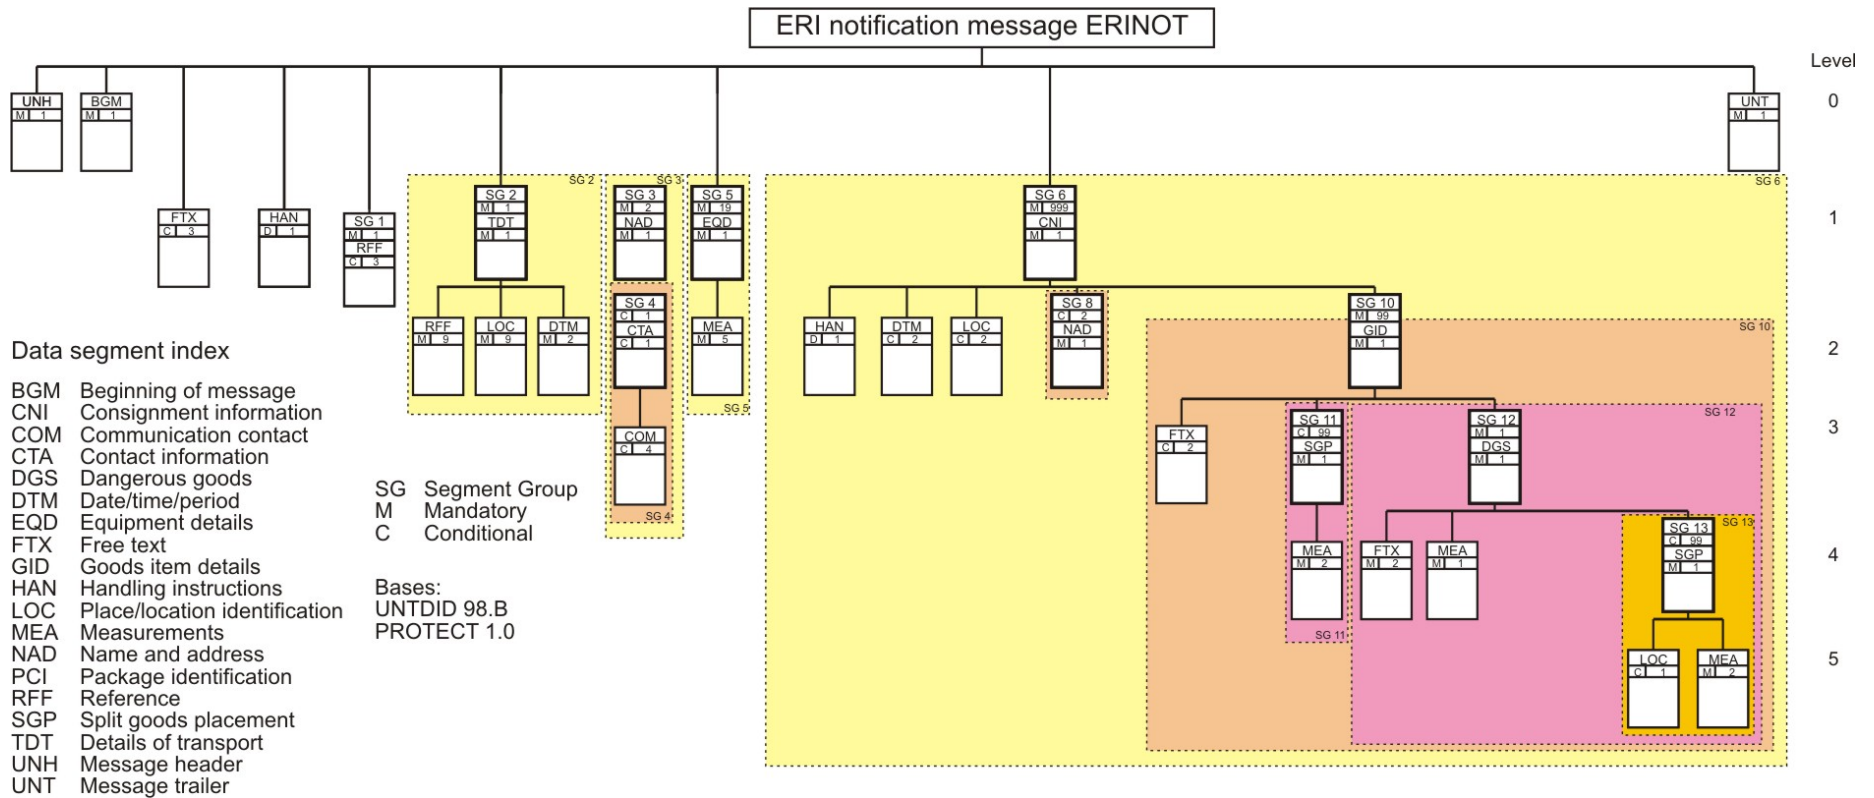 ERI notification message ERINOT
Level
UNH
M 1
BGM
M 1
UNT
M 1
0
SG 2
SG 3
SG 6
FTX
C 3
HAN
D 1
SG 1
M 1
RFF
C 3
SG 2
M 1
TDT
M 1
SG 3
M 2
NAD
M 1
SG 5
M 19
EQD
M 1
SG 6
M 999
CNI
M 1
1
RFF
M 9
LOC
M 9
DTM
M 2
SG 4
C 1
CTA
C 1
MEA
M 5
SG 5
HAN
D 1
DTM
C 2
LOC
C 2
SG 8
C 2
NAD
M 1
SG 10
M 99
GID
M 1
SG 10
2
COM
C 4
SG 4
FTX
C 2
SG 11
C 99
SGP
M 1
SG 12
M 1
DGS
M 1
SG 12
3
MEA
M 2
SG 11
FTX
M 2
MEA
M 1
SG 13
C 99
SGP
M 1
SG 13
4
LOC
C 1
MEA
M 2
5
Data segment index
BGM Beginning of message
CNI Consignment information
COM Communication contact
CTA Contact information
DGS Dangerous goods
DTM Date/time/period
EQD Equipment details
FTX Free text
GID Goods item details
HAN Handling instructions
LOC Place/location identification
MEA Measurements
NAD Name and address
PCI Package identification
RFF Reference
SGP Split goods placement
TDT Details of transport
UNH Message header
UNT Message trailer
SG Segment Group
M Mandatory
C Conditional
Bases:
UNTDID 98.B
PROTECT 1.0